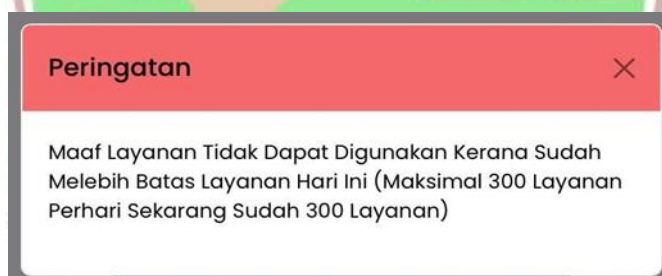 Peringatan
Maaf Layanan Tidak Dapat Digunakan Kerana Sudah
Melebih Batas Layanan Hari Ini (Maksimal 300 Layanan
Perhari Sekarang Sudah 300 Layanan)